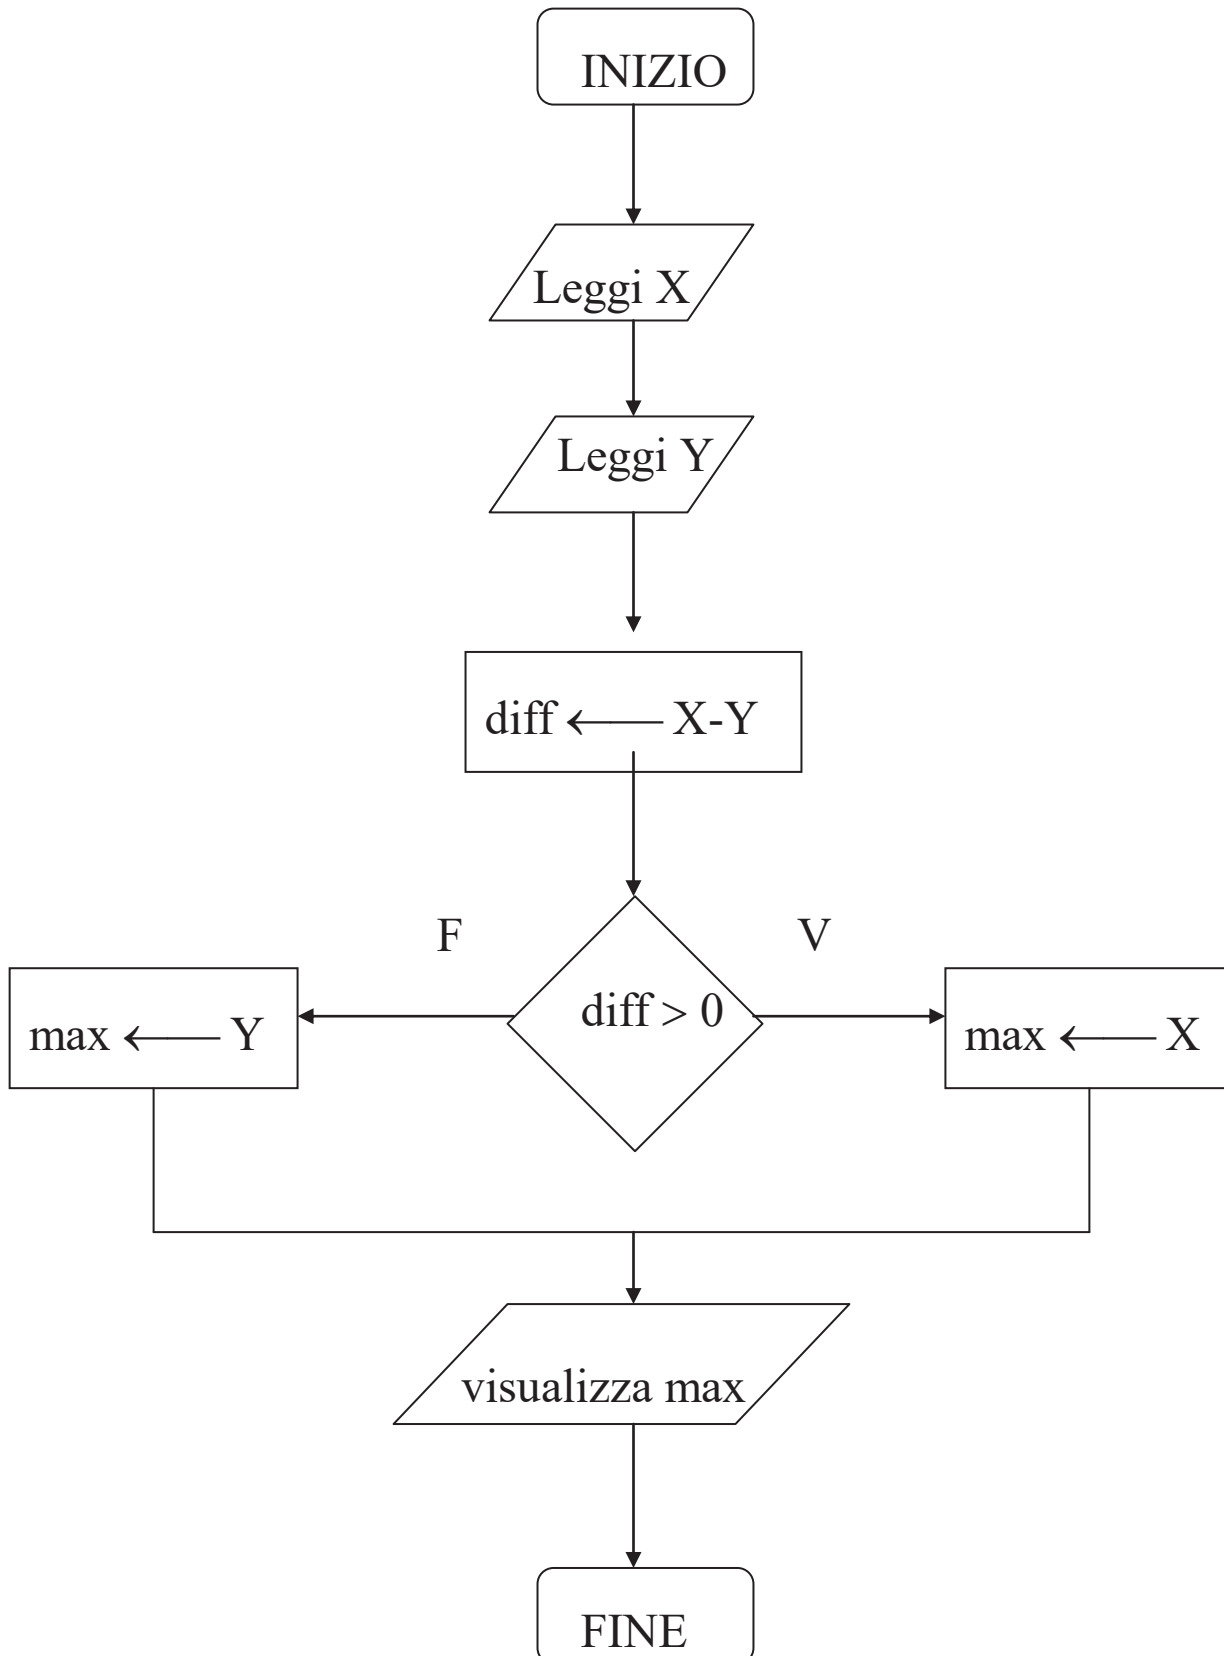 INIZIO
Leggi X
Leggi Y
diff ← X-Y
F
V
diff > 0
max ← Y
max ← X
visualizza max
FINE